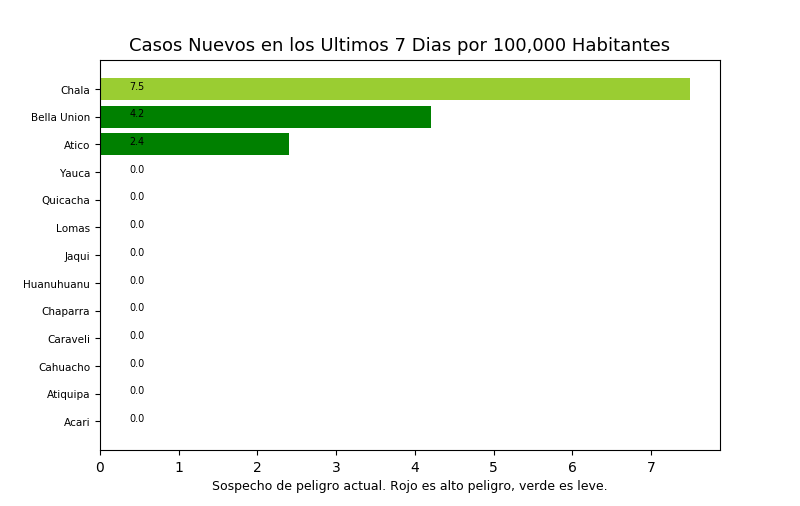 Casos Nuevos en los Ultimos 7 Dias por 100,000 Habitantes
Chala 7.5
Bella Union 4.2
Atico 2.4
Yauca 0.0
Quicacha 0.0
Lomas 0.0
Jaqui 0.0
Huanuhuanu 0.0
Chaparra 0.0
Caraveli 0.0
Cahuacho 0.0
Atiquipa 0.0
Acari 0.0
0 1 2 3 4 5 6 7
Sospecho de peligro actual. Rojo es alto peligro, verde es leve.